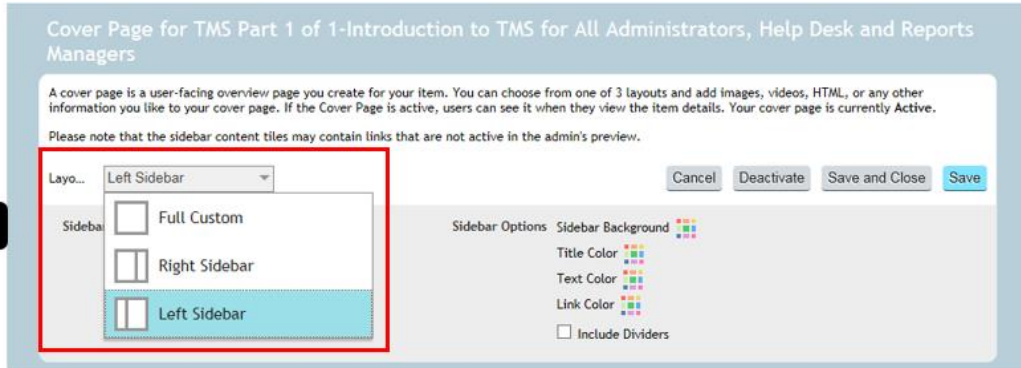 Cover Page for TMS Part 1 of 1-Introduction to TMS for All Administrators, Help Desk and Reports
Managers
A cover page is a user-facing overview page you create for your item. You can choose from one of 3 layouts and add images, videos, HTML, or any other
information you like to your cover page. If the Cover Page is active, users can see it when they view the item details. Your cover page is currently Active.
Please note that the sidebar content tiles may contain links that are not active in the admin's preview.
Layo... Left Sidebar Cancel Deactivate Save and Close Save
Full Custom
Sidebar Options Sidebar Background
Title Color
Right Sidebar
Text Color
Link Color
Left Sidebar
Include Dividers